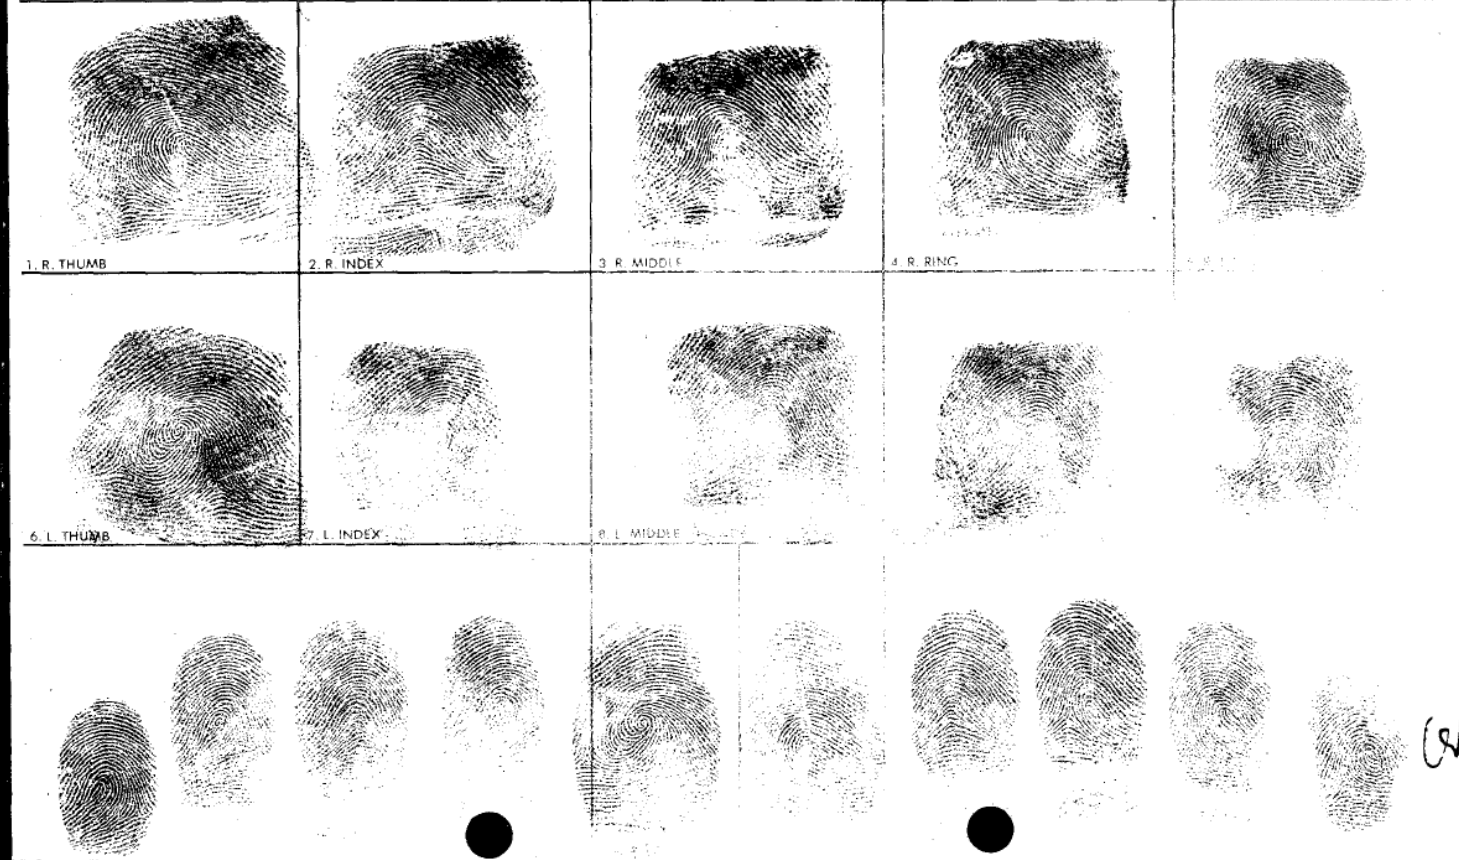 1. R. THUMB
2. R. INDEX
3. R. MIDDLE
4. R. RING
6. L. THUMB
7. L. INDEX
8. L. MIDDLE